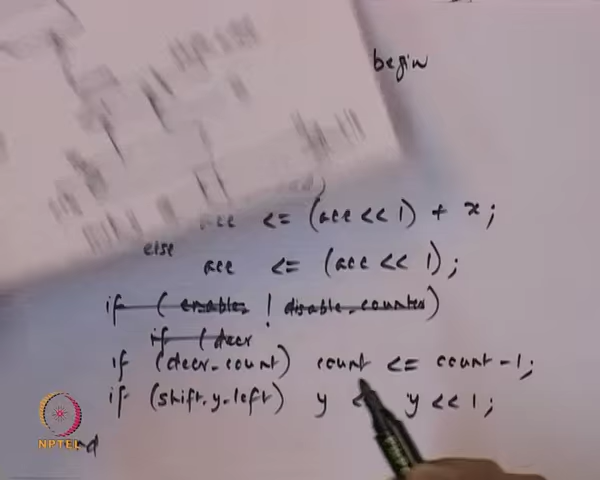 begin
acc <= (acc << 1) + x;
else
acc <= (acc << 1);
if ( enables ! disable_counter)
if (decr
if (decr_count) count <= count - 1;
if (shift_y_left) y < y << 1;
NPTEL